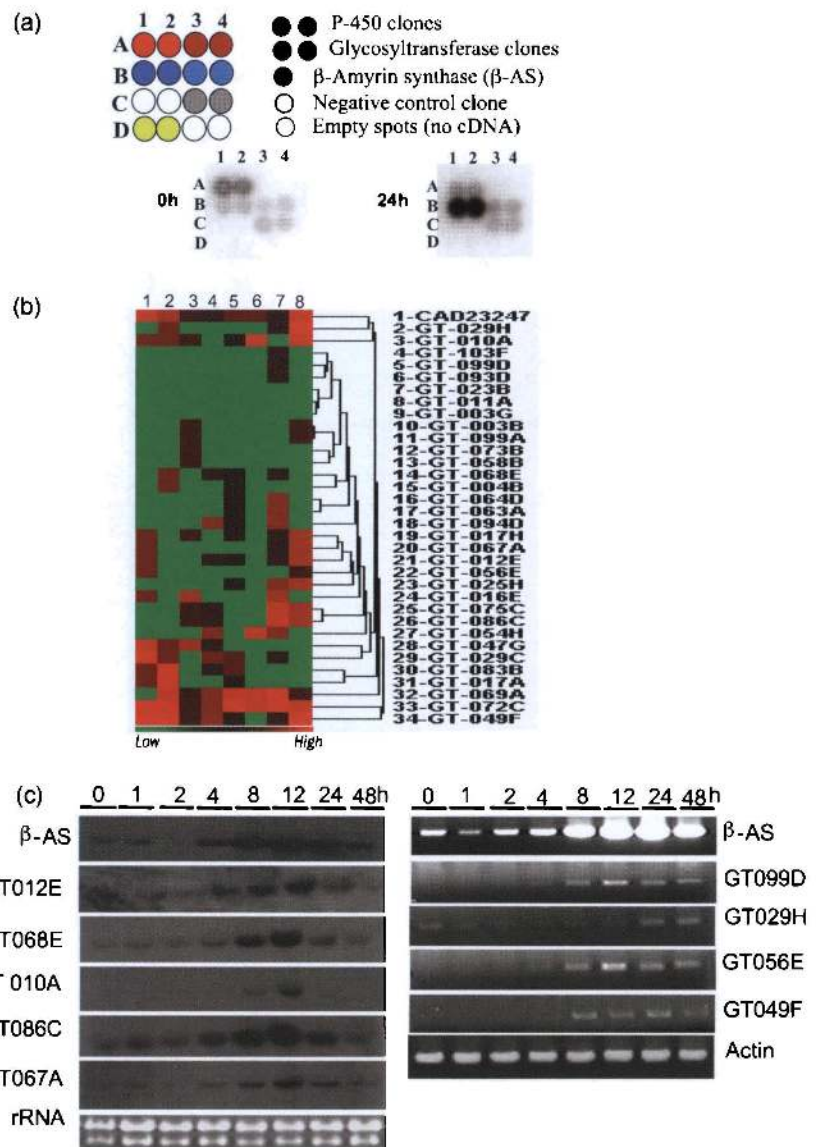 (a)
1 2 3 4
A
B
C
D
P-450 clones
Glycosyltransferase clones
β-Amyrin synthase (β-AS)
Negative control clone
Empty spots (no cDNA)
0h
1 2 3 4
A
B
C
D
24h
1 2 3 4
A
B
C
D
(b)
1 2 3 4 5 6 7 8
1-CAD23247
2-GT-029H
3-GT-010A
4-GT-103F
5-GT-099D
6-GT-093D
7-GT-023B
8-GT-011A
9-GT-003G
10-GT-003B
11-GT-099A
12-GT-073B
13-GT-058B
14-GT-068E
15-GT-004B
16-GT-064D
17-GT-063A
18-GT-094D
19-GT-017H
20-GT-067A
21-GT-012E
22-GT-056E
23-GT-025H
24-GT-016E
25-GT-075C
26-GT-086C
27-GT-054H
28-GT-047G
29-GT-029C
30-GT-083B
31-GT-017A
32-GT-069A
33-GT-072C
34-GT-049F
Low High
(c)
0 1 2 4 8 12 24 48h
β-AS
T012E
T068E
T 010A
T086C
T067A
rRNA
0 1 2 4 8 12 24 48h
β-AS
GT099D
GT029H
GT056E
GT049F
Actin